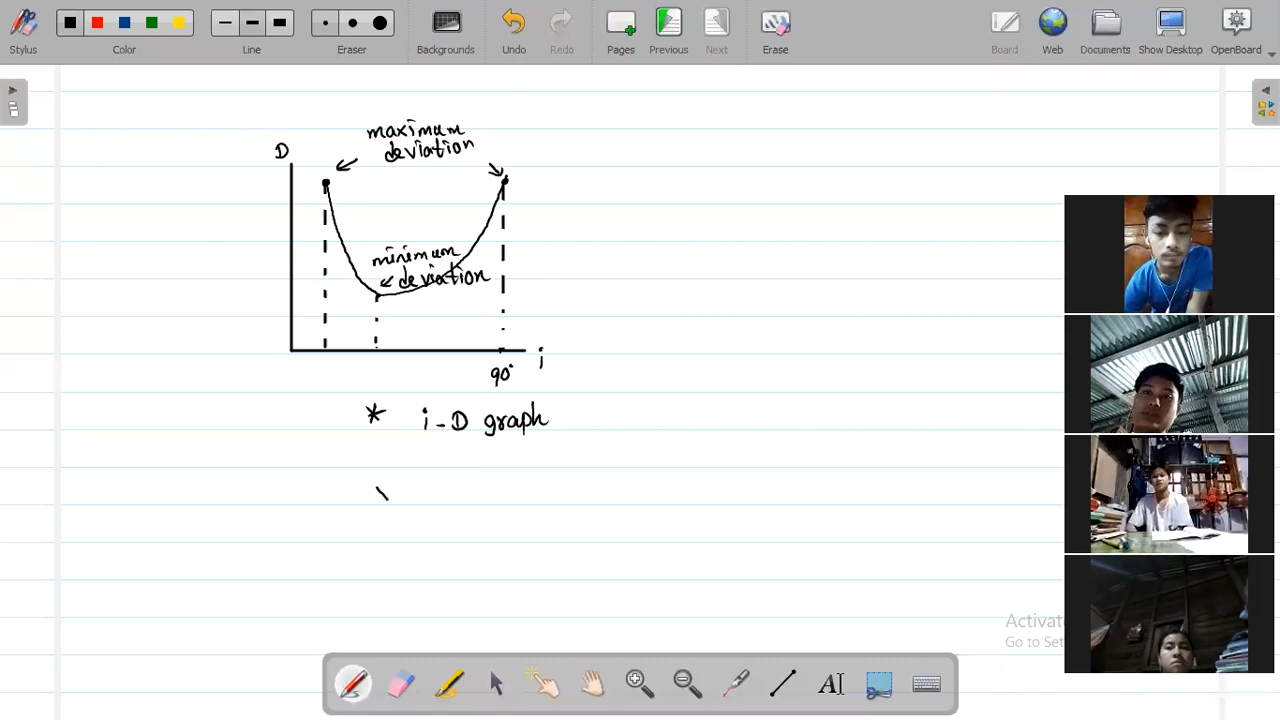 Stylus
Color
Line
Eraser
Backgrounds
Undo
Redo
Pages
Previous
Next
Erase
Board
Web
Documents
Show Desktop
OpenBoard
maximum
deviation
D
minimum
deviation
i
90°
* i - D graph
Activat
Go to Set
AI